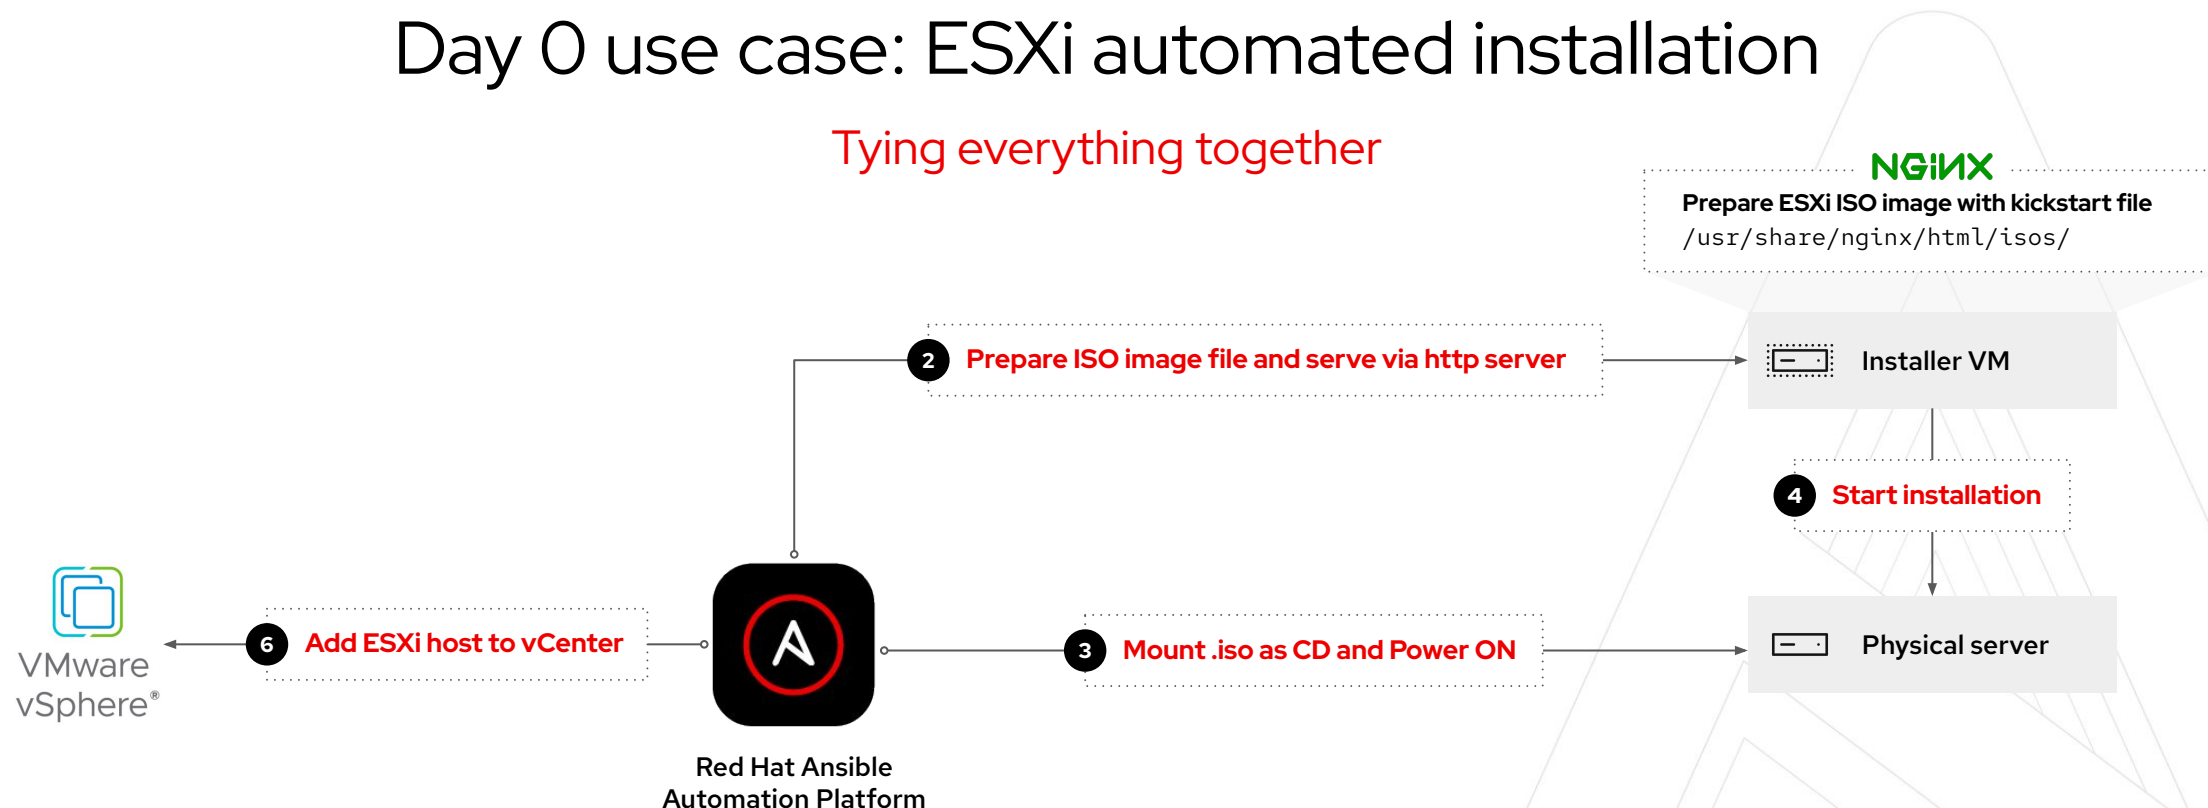 Day 0 use case: ESXi automated installation
Tying everything together
NGINX
Prepare ESXi ISO image with kickstart file
/usr/share/nginx/html/isos/
2 Prepare ISO image file and serve via http server
Installer VM
4 Start installation
6 Add ESXi host to vCenter
3 Mount .iso as CD and Power ON
Physical server
VMware
vSphere®
Red Hat Ansible
Automation Platform